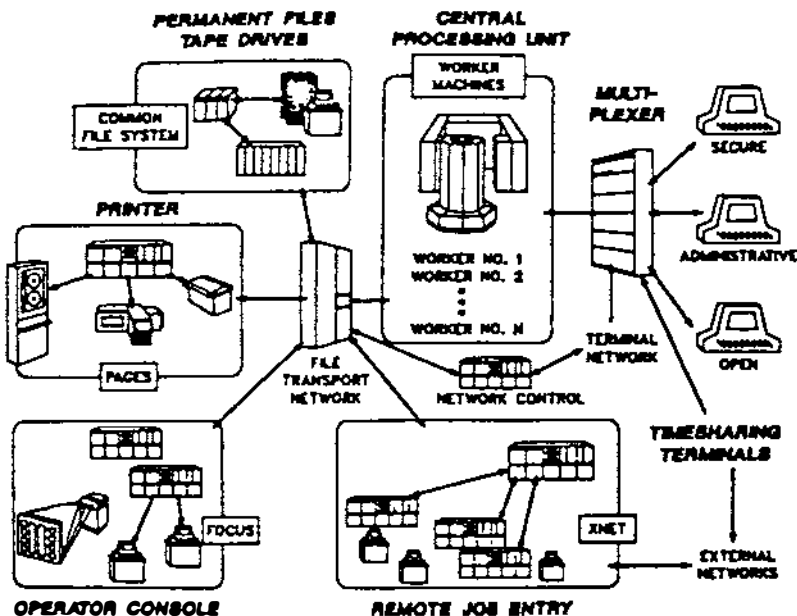 PERMANENT FILES
TAPE DRIVES
CENTRAL
PROCESSING UNIT
WORKER
MACHINES
MULTI-
PLEXER
COMMON
FILE SYSTEM
SECURE
PRINTER
ADMINISTRATIVE
WORKER NO. 1
WORKER NO. 2
WORKER NO. N
OPEN
PAGES
FILE
TRANSPORT
NETWORK
TERMINAL
NETWORK
NETWORK CONTROL
TIMESHARING
TERMINALS
FOCUS
XNET
EXTERNAL
NETWORKS
OPERATOR CONSOLE
REMOTE JOB ENTRY